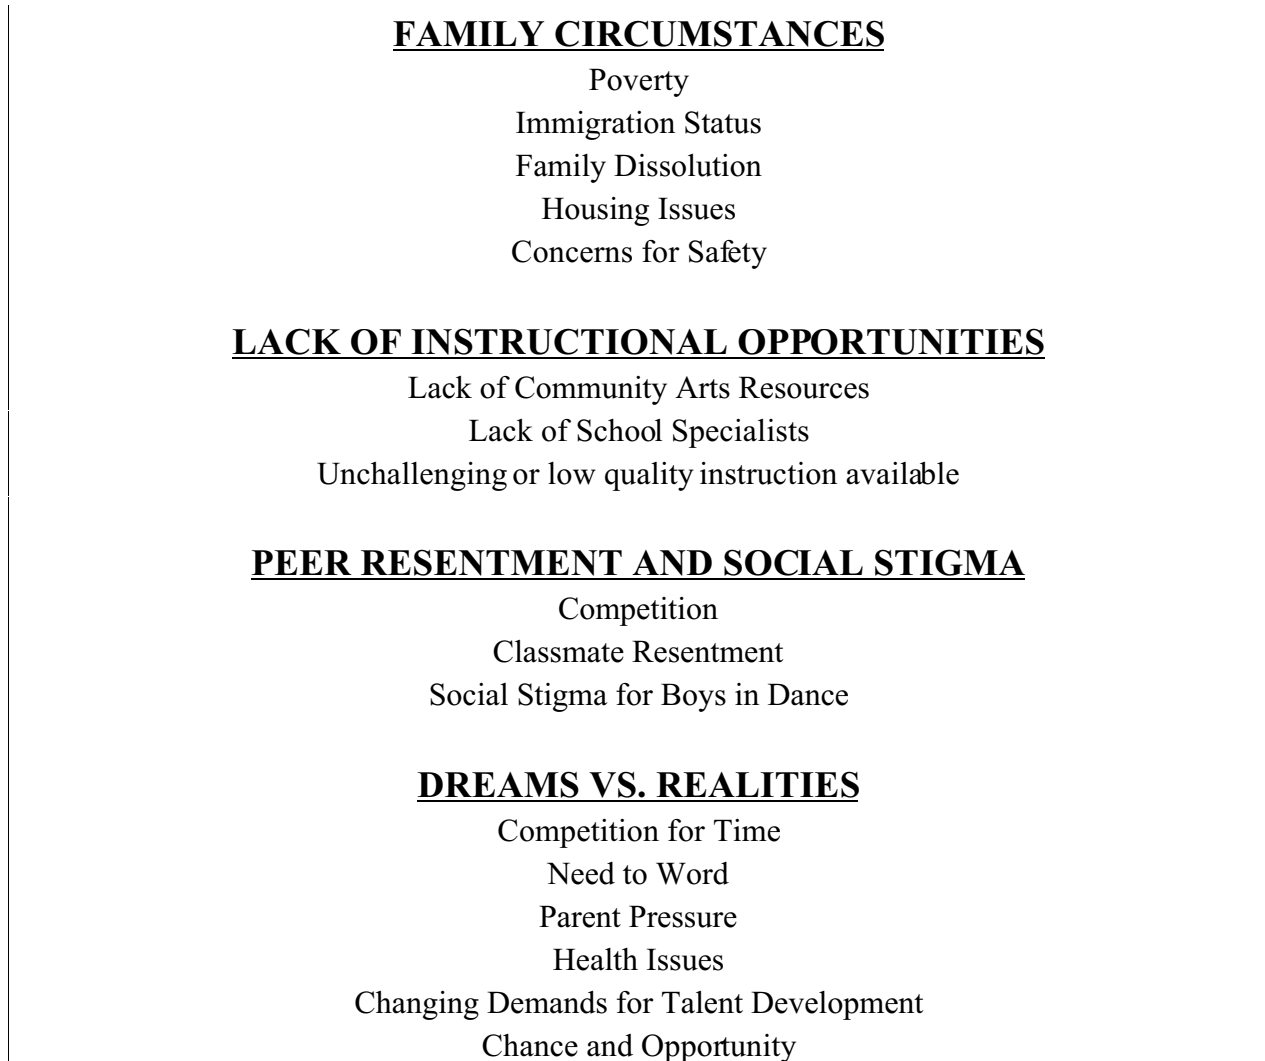 FAMILY CIRCUMSTANCES
Poverty
Immigration Status
Family Dissolution
Housing Issues
Concerns for Safety
LACK OF INSTRUCTIONAL OPPORTUNITIES
Lack of Community Arts Resources
Lack of School Specialists
Unchallenging or low quality instruction available
PEER RESENTMENT AND SOCIAL STIGMA
Competition
Classmate Resentment
Social Stigma for Boys in Dance
DREAMS VS. REALITIES
Competition for Time
Need to Word
Parent Pressure
Health Issues
Changing Demands for Talent Development
Chance and Opportunity